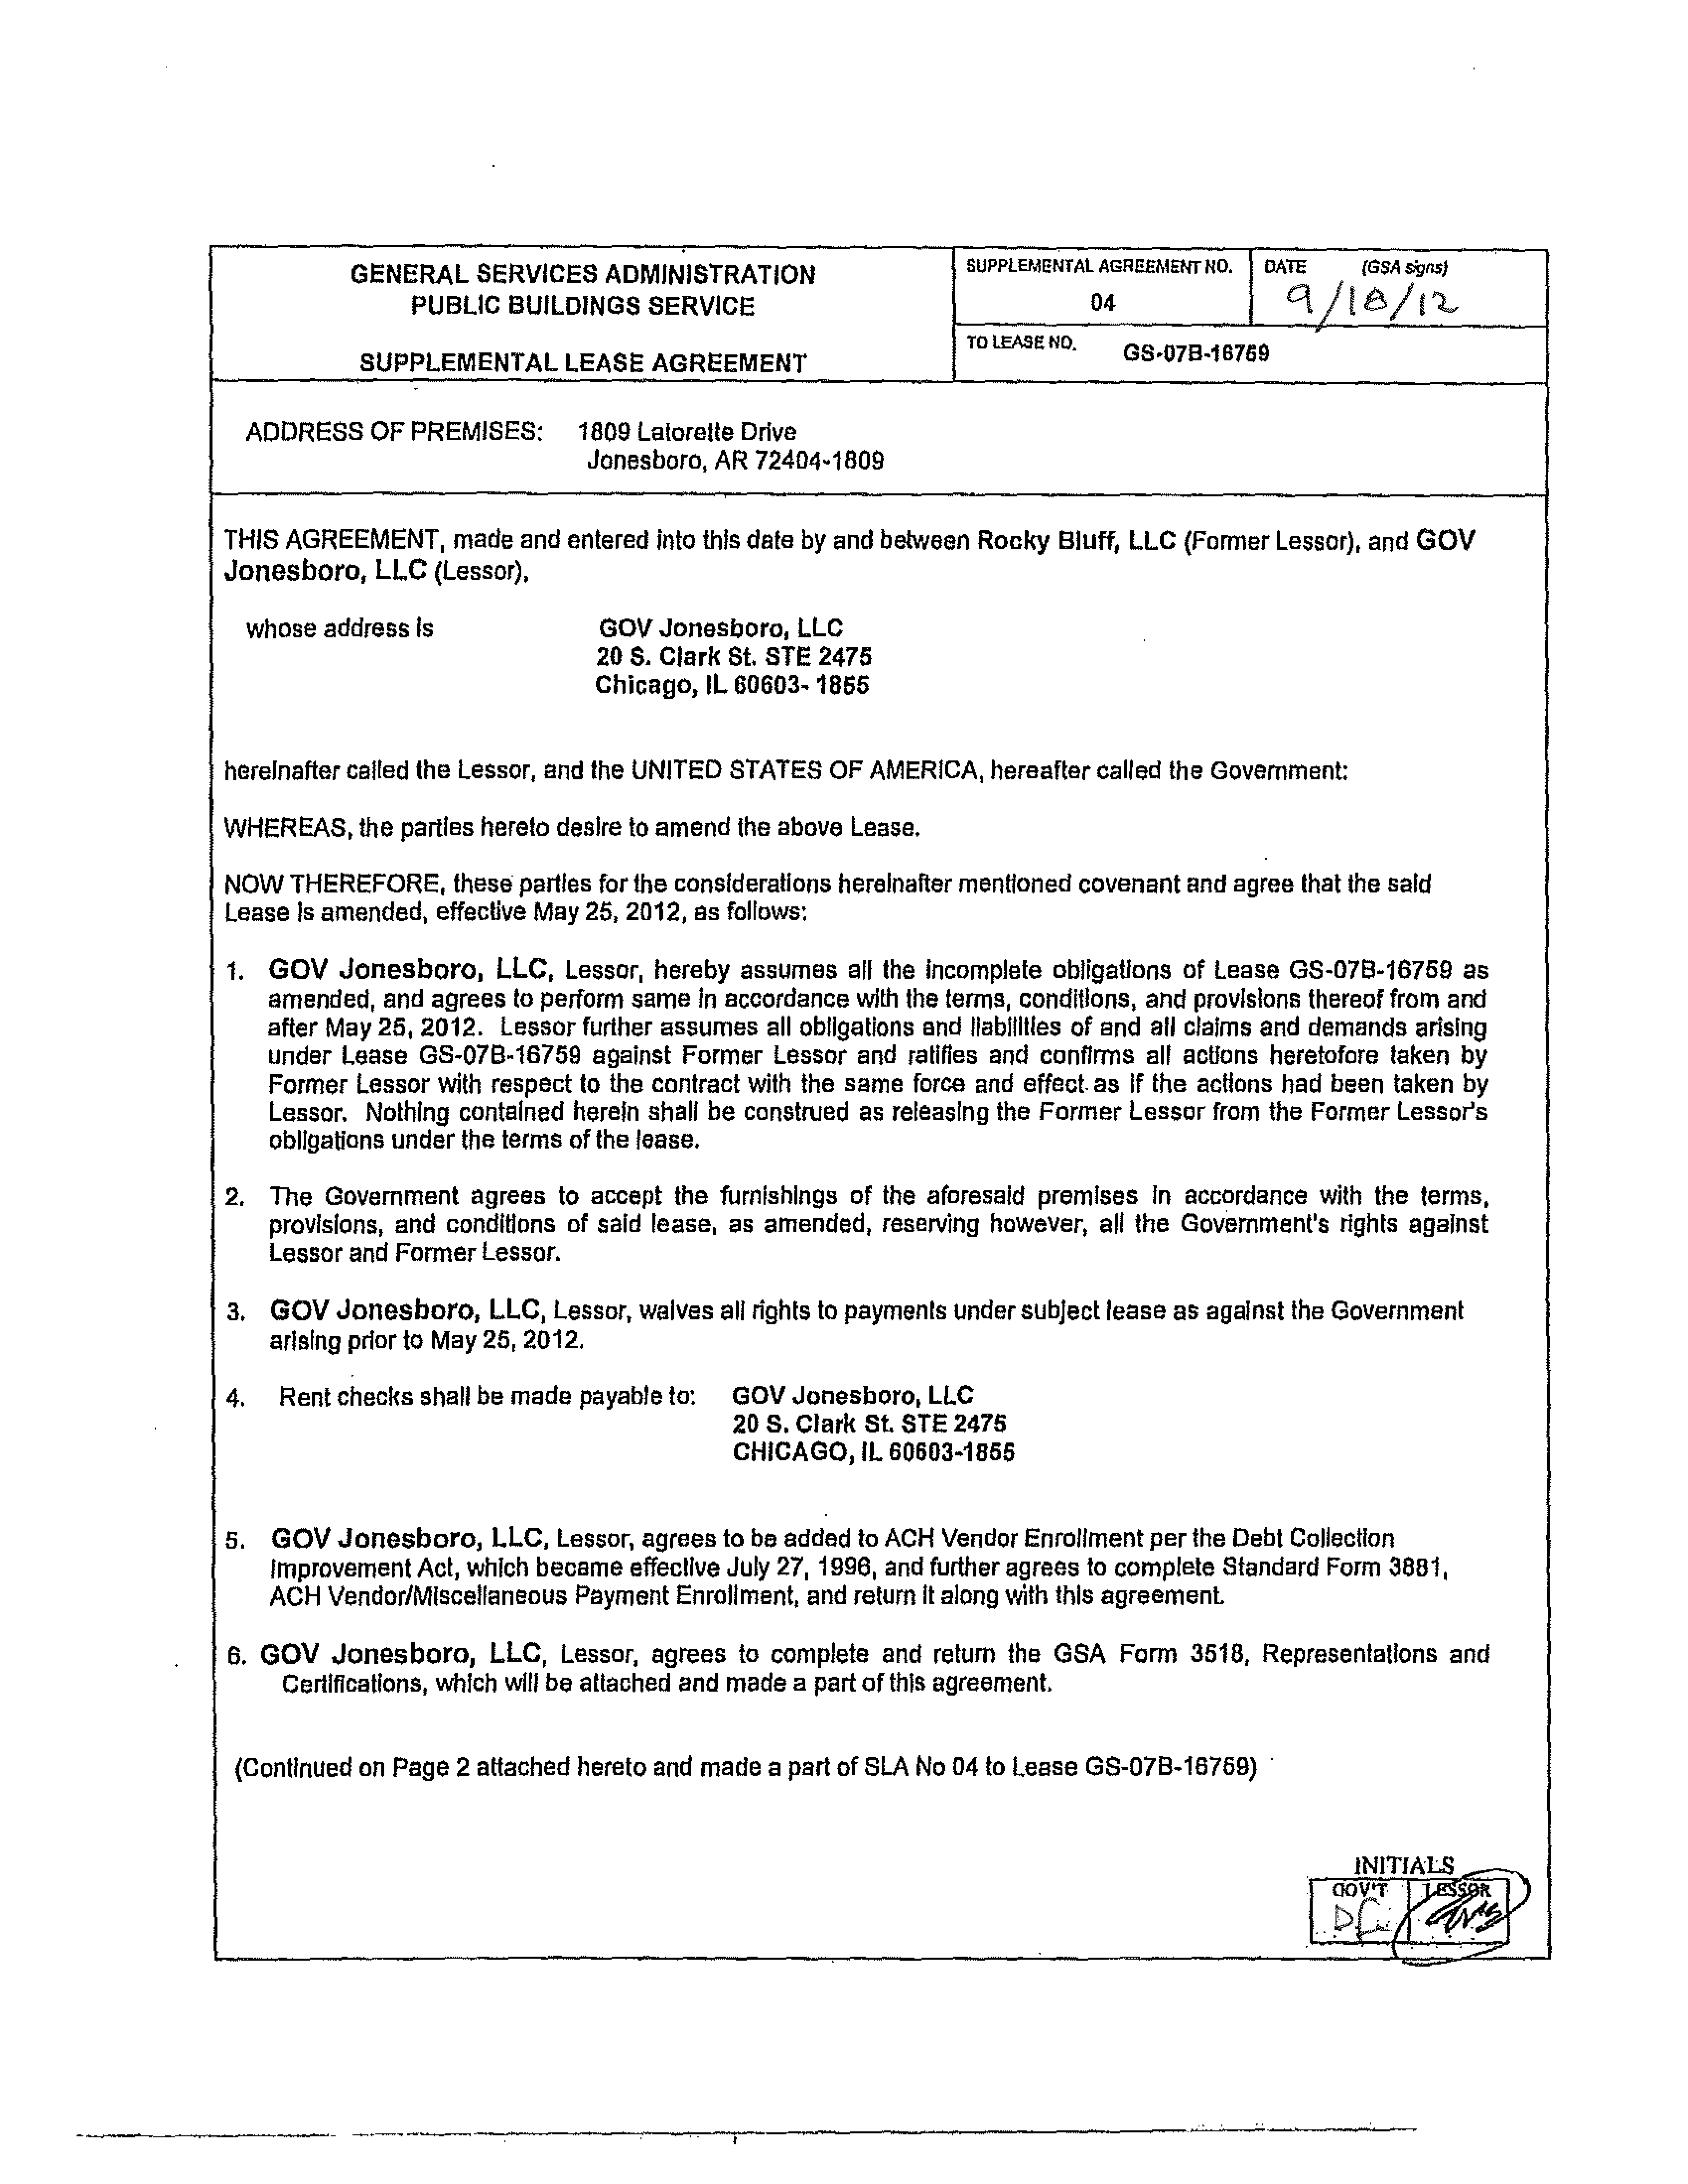 GENERAL SERVICES ADMINISTRATION
PUBLIC BUILDINGS SERVICE
SUPPLEMENTAL LEASE AGREEMENT
SUPPLEMENTAL AGREEMENT NO.
04
DATE (GSA signs)
9/18/12
TO LEASE NO. GS-07B-16759
ADDRESS OF PREMISES: 1809 Latorette Drive
Jonesboro, AR 72404-1809
THIS AGREEMENT, made and entered into this date by and between Rocky Bluff, LLC (Former Lessor), and GOV
Jonesboro, LLC (Lessor),
whose address is GOV Jonesboro, LLC
20 S. Clark St. STE 2475
Chicago, IL 60603- 1855
hereinafter called the Lessor, and the UNITED STATES OF AMERICA, hereafter called the Government:
WHEREAS, the parties hereto desire to amend the above Lease.
NOW THEREFORE, these parties for the considerations hereinafter mentioned covenant and agree that the said
Lease is amended, effective May 25, 2012, as follows:
1. GOV Jonesboro, LLC, Lessor, hereby assumes all the incomplete obligations of Lease GS-07B-16759 as
amended, and agrees to perform same in accordance with the terms, conditions, and provisions thereof from and
after May 25, 2012. Lessor further assumes all obligations and liabilities of and all claims and demands arising
under Lease GS-07B-16759 against Former Lessor and ratifies and confirms all actions heretofore taken by
Former Lessor with respect to the contract with the same force and effect as if the actions had been taken by
Lessor. Nothing contained herein shall be construed as releasing the Former Lessor from the Former Lessor's
obligations under the terms of the lease.
2. The Government agrees to accept the furnishings of the aforesaid premises in accordance with the terms,
provisions, and conditions of said lease, as amended, reserving however, all the Government's rights against
Lessor and Former Lessor.
3. GOV Jonesboro, LLC, Lessor, waives all rights to payments under subject lease as against the Government
arising prior to May 25, 2012.
4. Rent checks shall be made payable to: GOV Jonesboro, LLC
20 S. Clark St. STE 2475
CHICAGO, IL 60603-1855
5. GOV Jonesboro, LLC, Lessor, agrees to be added to ACH Vendor Enrollment per the Debt Collection
Improvement Act, which became effective July 27, 1996, and further agrees to complete Standard Form 3881,
ACH Vendor/Miscellaneous Payment Enrollment, and return it along with this agreement.
6. GOV Jonesboro, LLC, Lessor, agrees to complete and return the GSA Form 3518, Representations and
Certifications, which will be attached and made a part of this agreement.
(Continued on Page 2 attached hereto and made a part of SLA No 04 to Lease GS-07B-16759)
INITIALS
GOV'T LESSOR